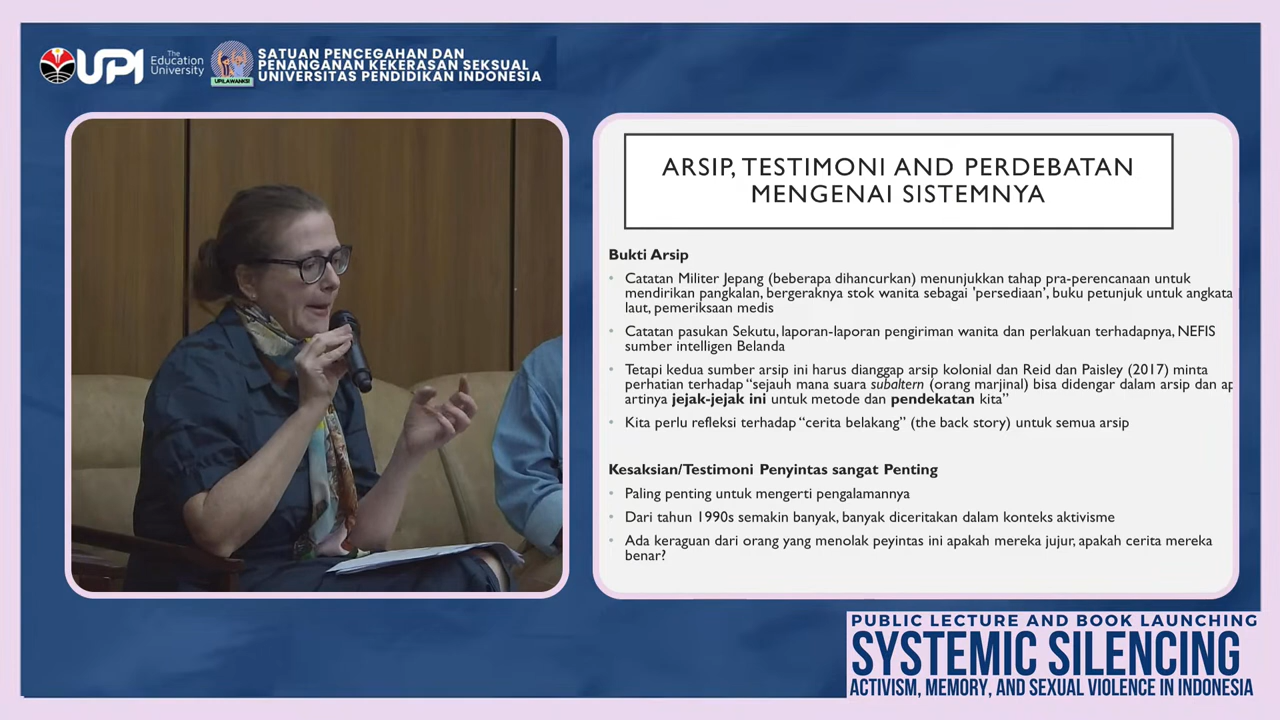 UPI
The
Education
University
UPILAWANKS!
SATUAN PENCEGAHAN DAN
PENANGANAN KEKERASAN SEKSUAL
UNIVERSITAS PENDIDIKAN INDONESIA
ARSIP, TESTIMONI AND PERDEBATAN
MENGENAI SISTEMNYA
Bukti Arsip
• Catatan Militer Jepang (beberapa dihancurkan) menunjukkan tahap pra-perencanaan untuk
mendirikan pangkalan, bergeraknya stok wanita sebagai 'persediaan', buku petunjuk untuk angkata
laut, pemeriksaan medis
• Catatan pasukan Sekutu, laporan-laporan pengiriman wanita dan perlakuan terhadapnya, NEFIS
sumber intelligen Belanda
• Tetapi kedua sumber arsip ini harus dianggap arsip kolonial dan Reid dan Paisley (2017) minta
perhatian terhadap “sejauh mana suara subaltern (orang marjinal) bisa didengar dalam arsip dan ap
artinya jejak-jejak ini untuk metode dan pendekatan kita”
• Kita perlu refleksi terhadap “cerita belakang” (the back story) untuk semua arsip
Kesaksian/Testimoni Penyintas sangat Penting
• Paling penting untuk mengerti pengalamannya
• Dari tahun 1990s semakin banyak, banyak diceritakan dalam konteks aktivisme
• Ada keraguan dari orang yang menolak peyintas ini apakah mereka jujur, apakah cerita mereka
benar?
PUBLIC LECTURE AND BOOK LAUNCHING
SYSTEMIC SILENCING
ACTIVISM, MEMORY, AND SEXUAL VIOLENCE IN INDONESIA